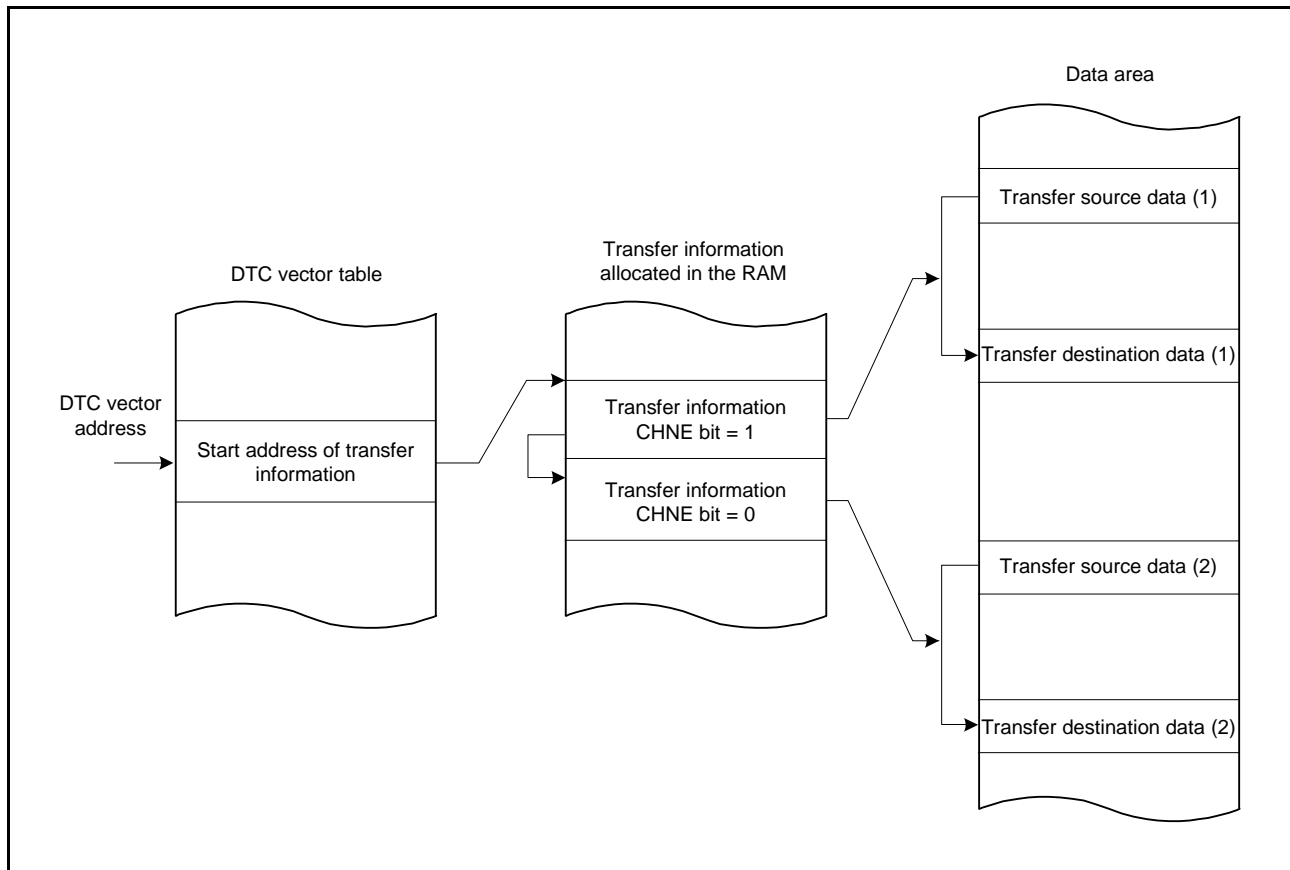 Data area
Transfer source data (1)
Transfer information
allocated in the RAM
DTC vector table
Transfer destination data (1)
DTC vector
address
Transfer information
CHNE bit = 1
Start address of transfer
information
Transfer information
CHNE bit = 0
Transfer source data (2)
Transfer destination data (2)